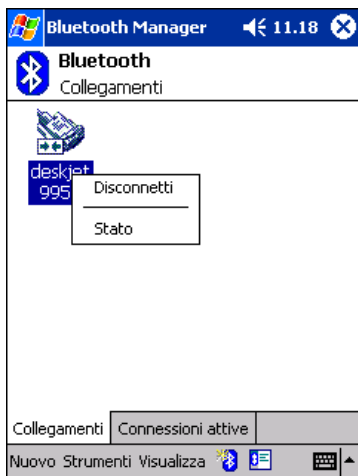 Bluetooth Manager 11.18
Bluetooth
Collegamenti
deskjet
995
Disconnetti
Stato
Collegamenti Connessioni attive
Nuovo Strumenti Visualizza